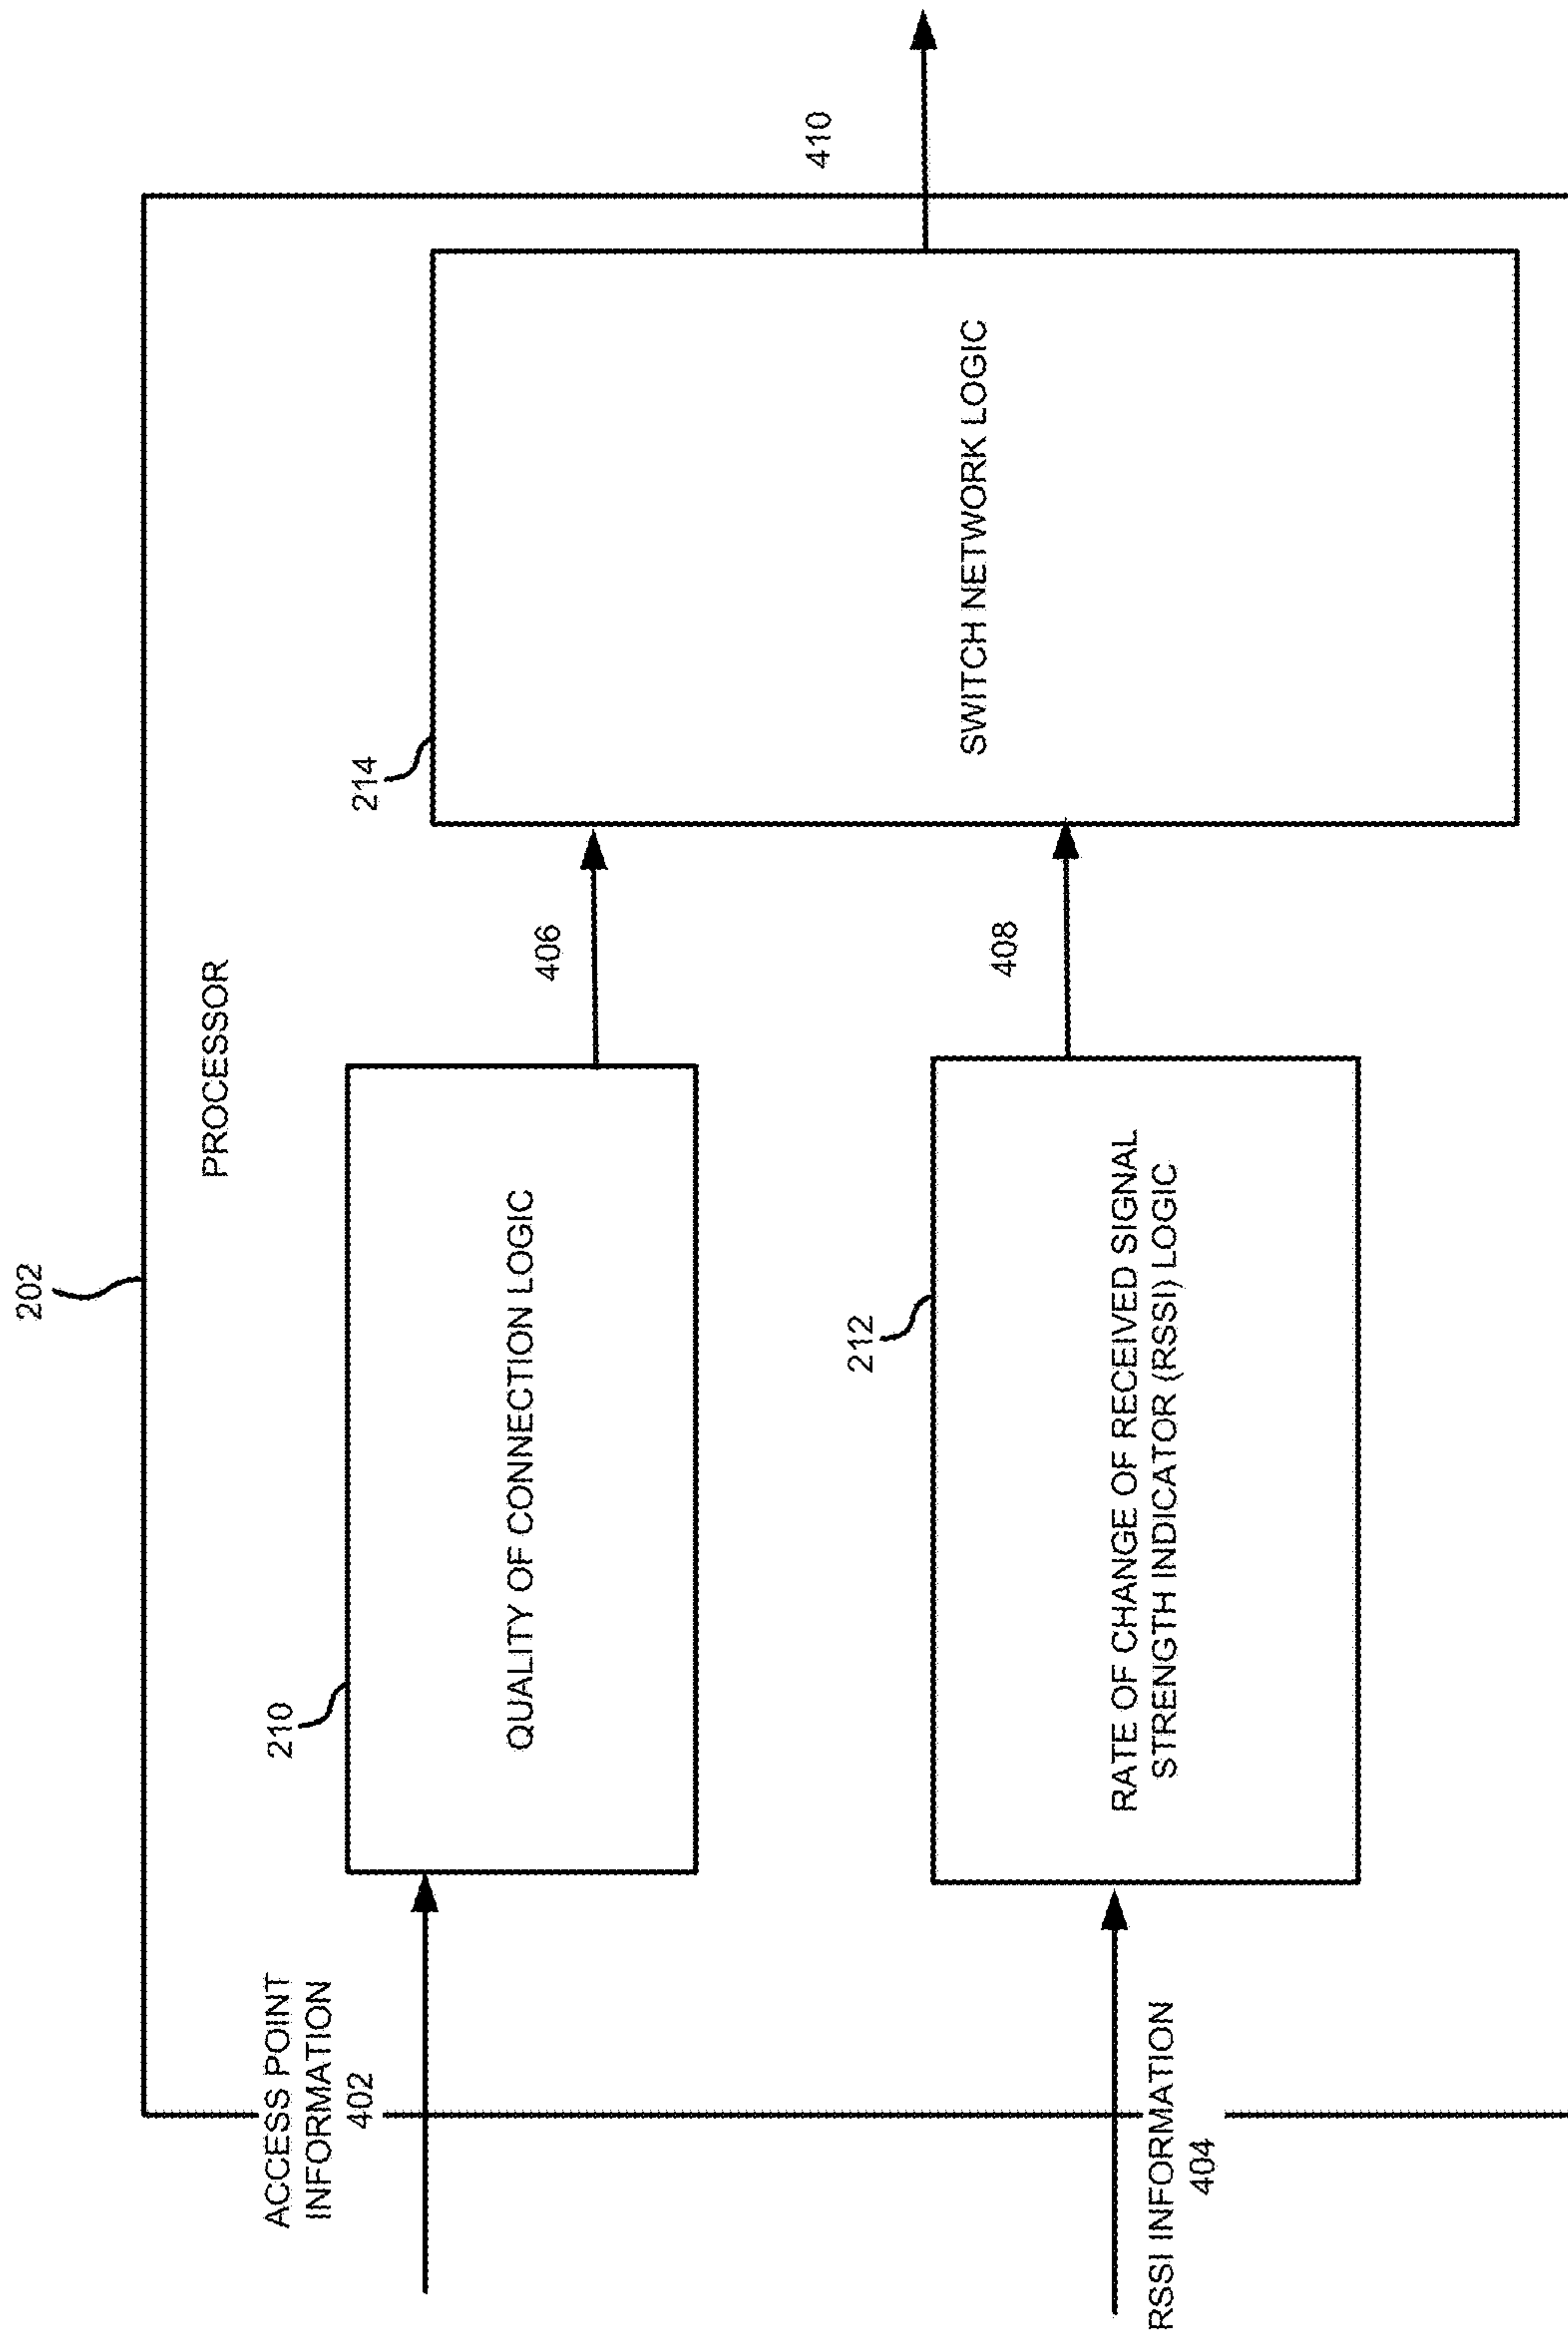 202
PROCESSOR
ACCESS POINT
INFORMATION
402
210
QUALITY OF CONNECTION LOGIC
406
214
SWITCH NETWORK LOGIC
410
RSSI INFORMATION
404
212
RATE OF CHANGE OF RECEIVED SIGNAL
STRENGTH INDICATOR (RSSI) LOGIC
408